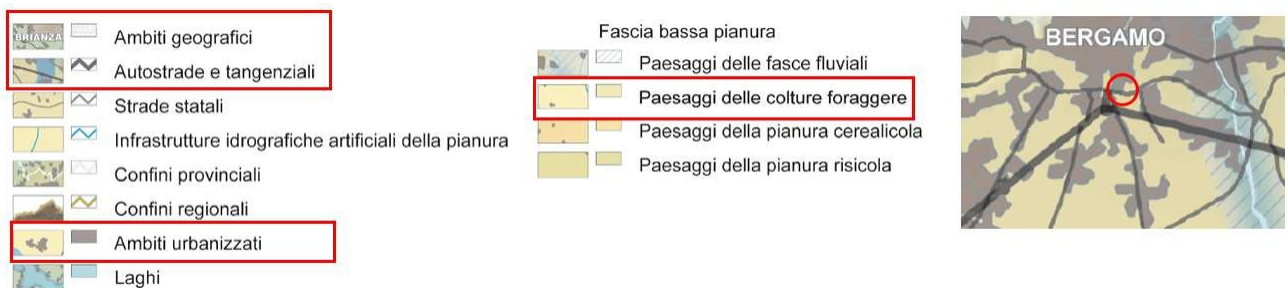 BRIANZA
Ambiti geografici
Autostrade e tangenziali
Strade statali
Infrastrutture idrografiche artificiali della pianura
Confini provinciali
Confini regionali
Ambiti urbanizzati
Laghi
Fascia bassa pianura
Paesaggi delle fasce fluviali
Paesaggi delle colture foraggere
Paesaggi della pianura cerealicola
Paesaggi della pianura risicola
BERGAMO